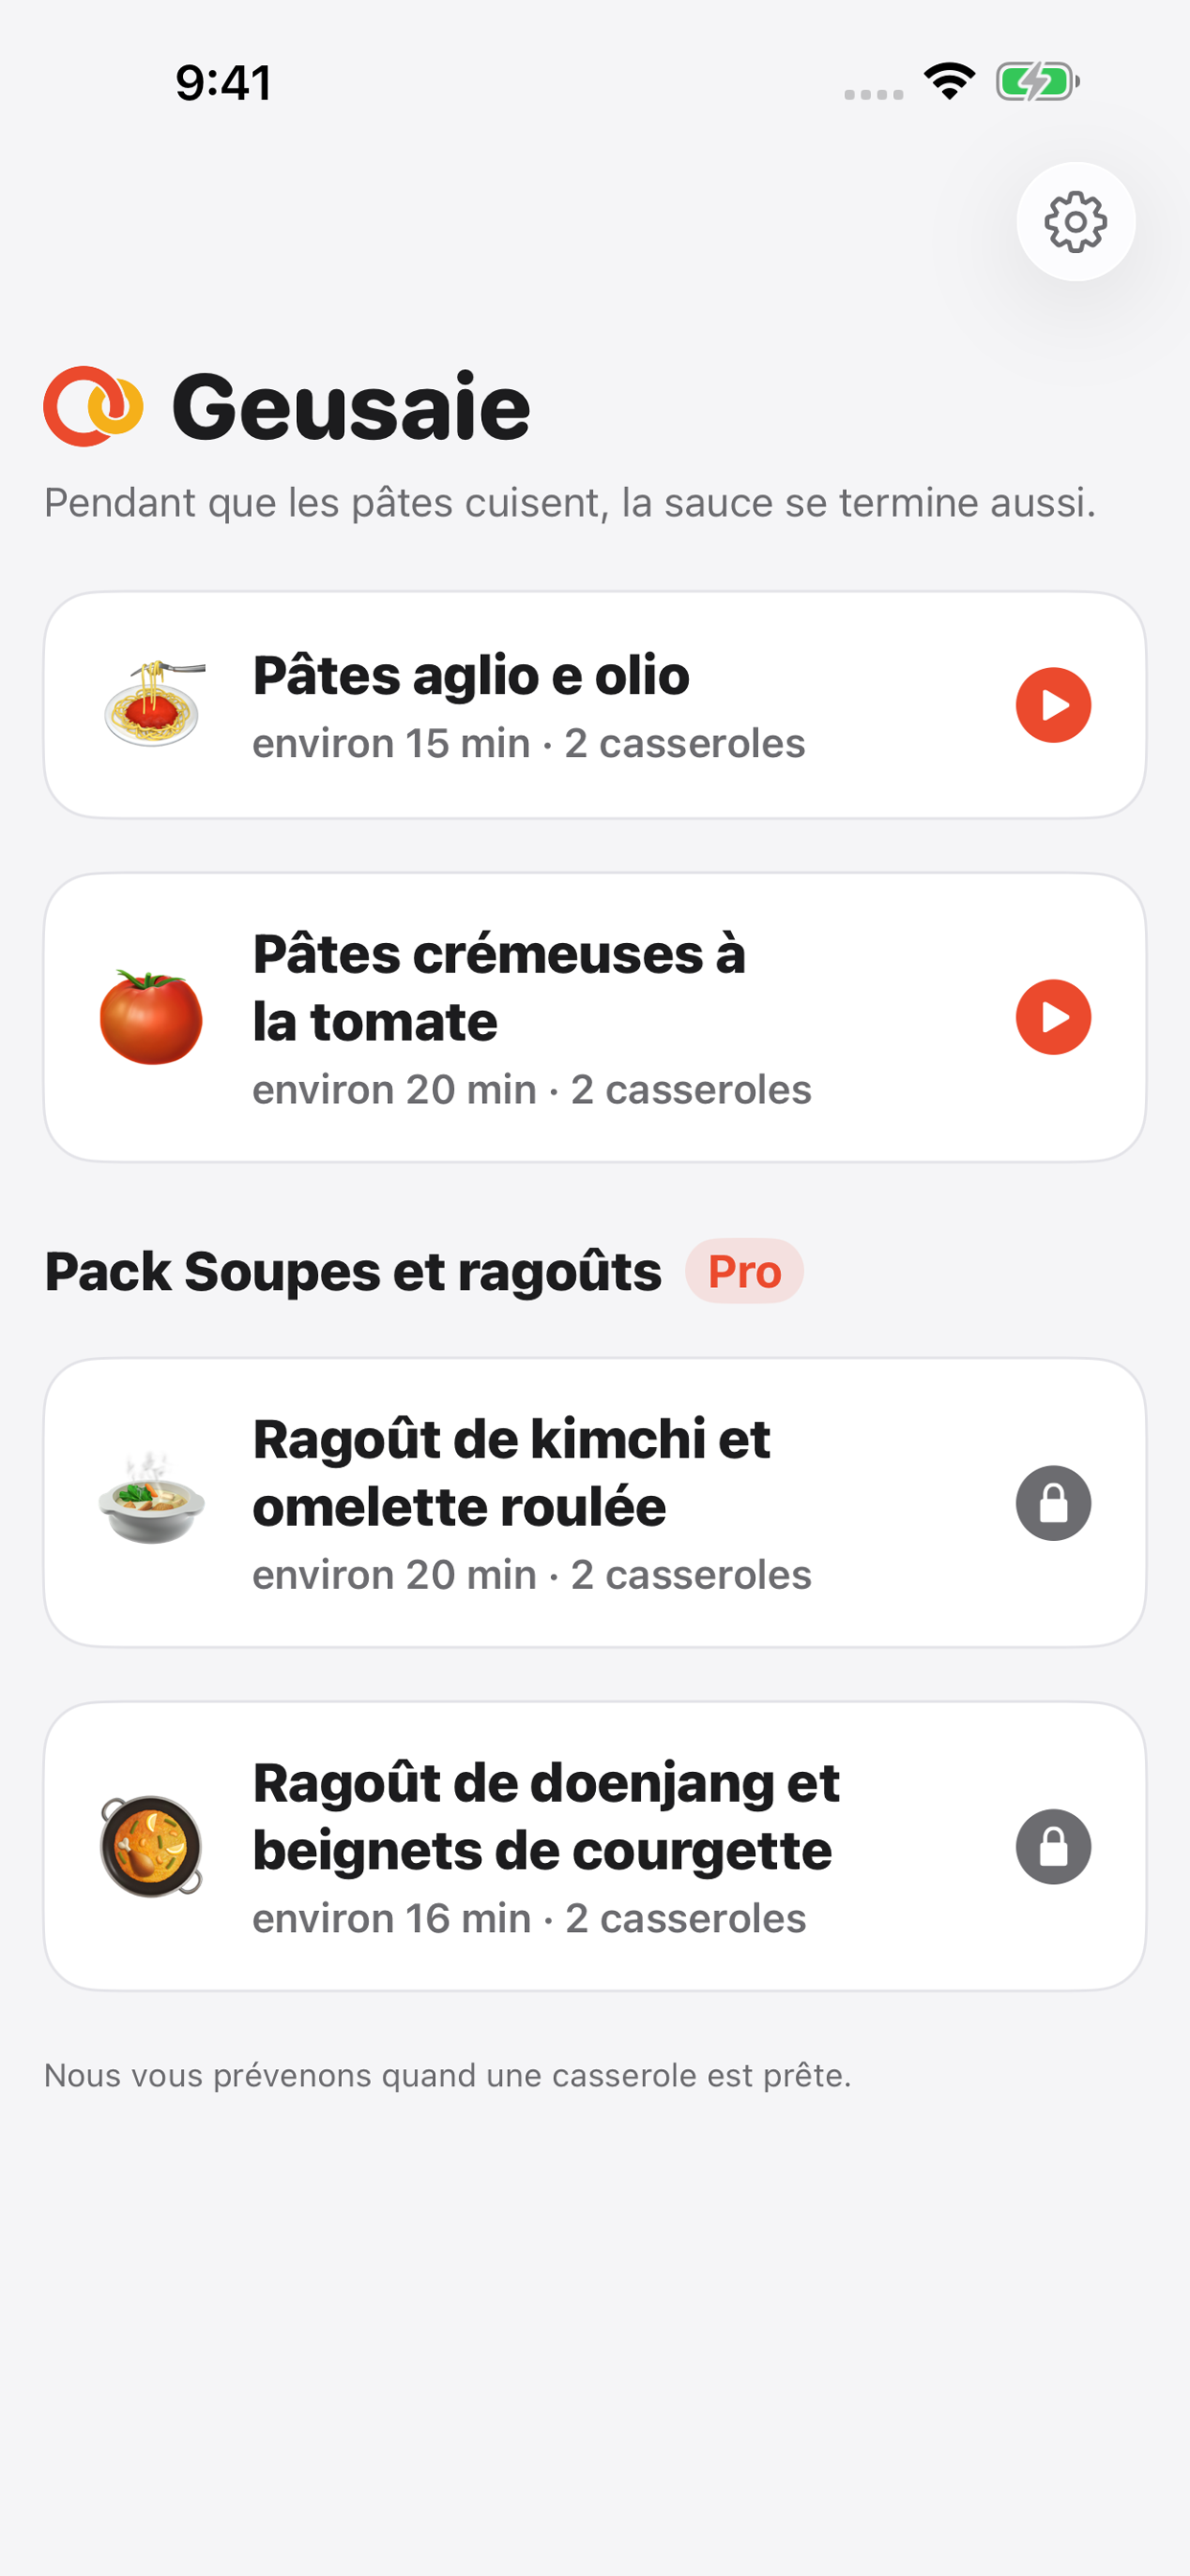 9:41
Geusaie
Pendant que les pâtes cuisent, la sauce se termine aussi.
Pâtes aglio e olio
environ 15 min · 2 casseroles
Pâtes crémeuses à
la tomate
environ 20 min · 2 casseroles
Pack Soupes et ragoûts Pro
Ragoût de kimchi et
omelette roulée
environ 20 min · 2 casseroles
Ragoût de doenjang et
beignets de courgette
environ 16 min · 2 casseroles
Nous vous prévenons quand une casserole est prête.